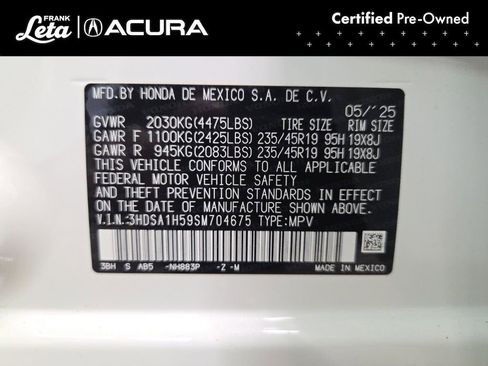 FRANK
Leta
ACURA
Certified Pre-Owned
MFD. BY HONDA DE MEXICO S.A. DE C.V.
05/'25
GVWR 2030KG(4475LBS) TIRE SIZE RIM SIZE
GAWR F 1100KG(2425LBS) 235/45R19 95H 19X8J
GAWR R 945KG(2083LBS) 235/45R19 95H 19X8J
THIS VEHICLE CONFORMS TO ALL APPLICABLE
FEDERAL MOTOR VEHICLE SAFETY
AND THEFT PREVENTION STANDARDS IN EFFECT
ON THE DATE OF MANUFACTURE SHOWN ABOVE.
V.I.N.:3HDSA1H59SM704675 TYPE:MPV
3BH S AB5 -NH883P -Z -M MADE IN MEXICO